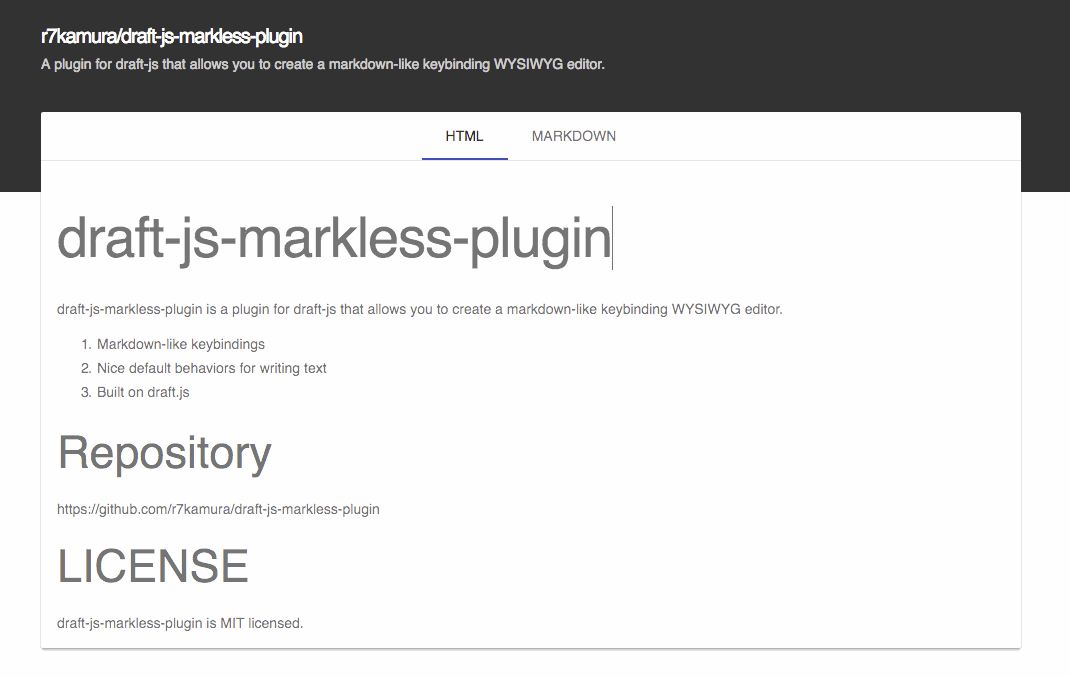 r7kamura/draft-js-markless-plugin
A plugin for draft-js that allows you to create a markdown-like keybinding WYSIWYG editor.
HTML MARKDOWN
draft-js-markless-plugin
draft-js-markless-plugin is a plugin for draft-js that allows you to create a markdown-like keybinding WYSIWYG editor.
1. Markdown-like keybindings
2. Nice default behaviors for writing text
3. Built on draft.js
Repository
https://github.com/r7kamura/draft-js-markless-plugin
LICENSE
draft-js-markless-plugin is MIT licensed.